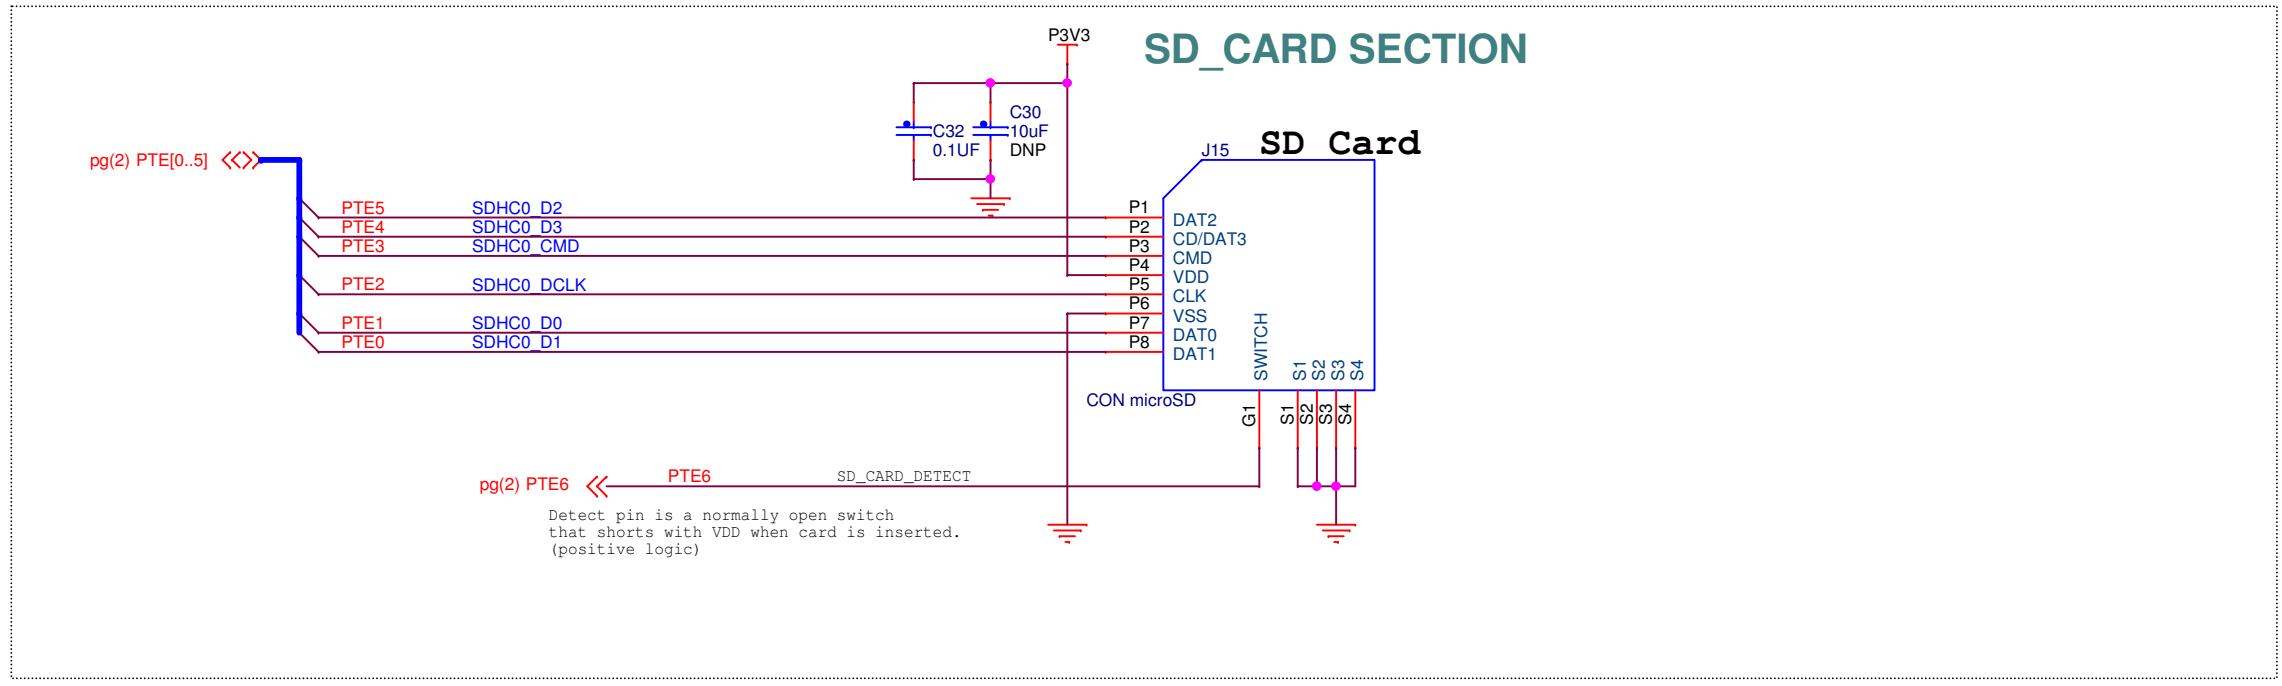 P3V3
SD_CARD SECTION
C30
10uF
DNP
C32
0.1UF
SD Card
J15
pg(2) PTE[0..5]
PTE5 SDHC0_D2 P1 DAT2
PTE4 SDHC0_D3 P2 CD/DAT3
PTE3 SDHC0_CMD P3 CMD
P4 VDD
PTE2 SDHC0_DCLK P5 CLK
P6 VSS
PTE1 SDHC0_D0 P7 DAT0
PTE0 SDHC0_D1 P8 DAT1
SWITCH S1 S2 S3 S4
CON microSD
G1 S1 S2 S3 S4
pg(2) PTE6 PTE6 SD_CARD_DETECT
Detect pin is a normally open switch
that shorts with VDD when card is inserted.
(positive logic)